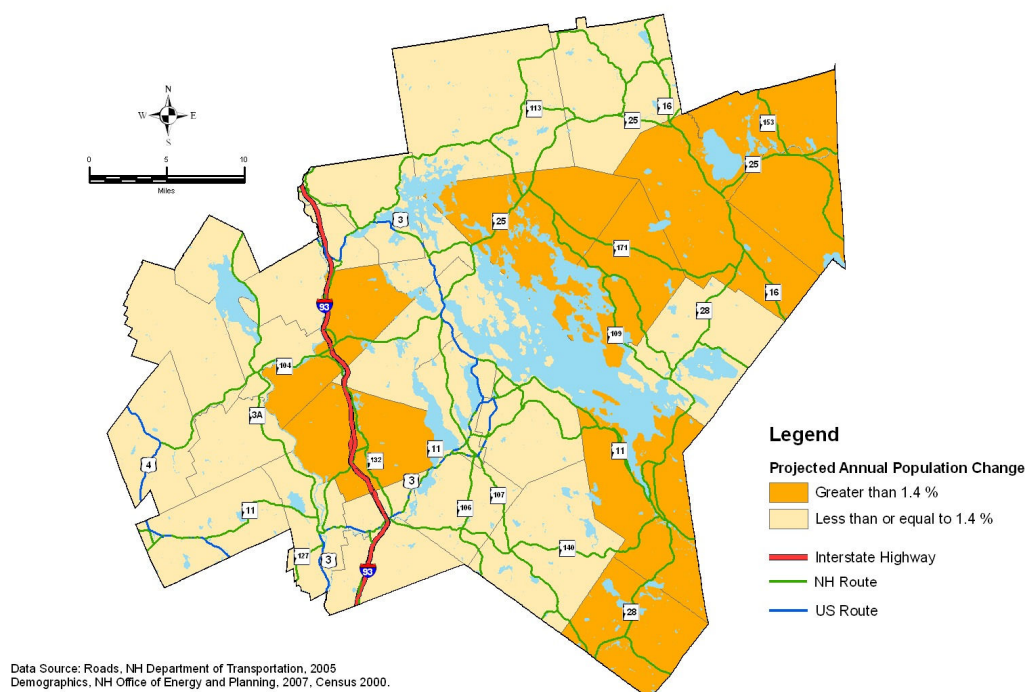 N
W E
S
0 5 10
Miles
113
16
25
153
25
3
25
171
16
28
93
109
104
3A
11
11
132
4
3
107
106
11
140
127
3
93
28
Legend
Projected Annual Population Change
Greater than 1.4 %
Less than or equal to 1.4 %
Interstate Highway
NH Route
US Route
Data Source: Roads, NH Department of Transportation, 2005
Demographics, NH Office of Energy and Planning, 2007, Census 2000.